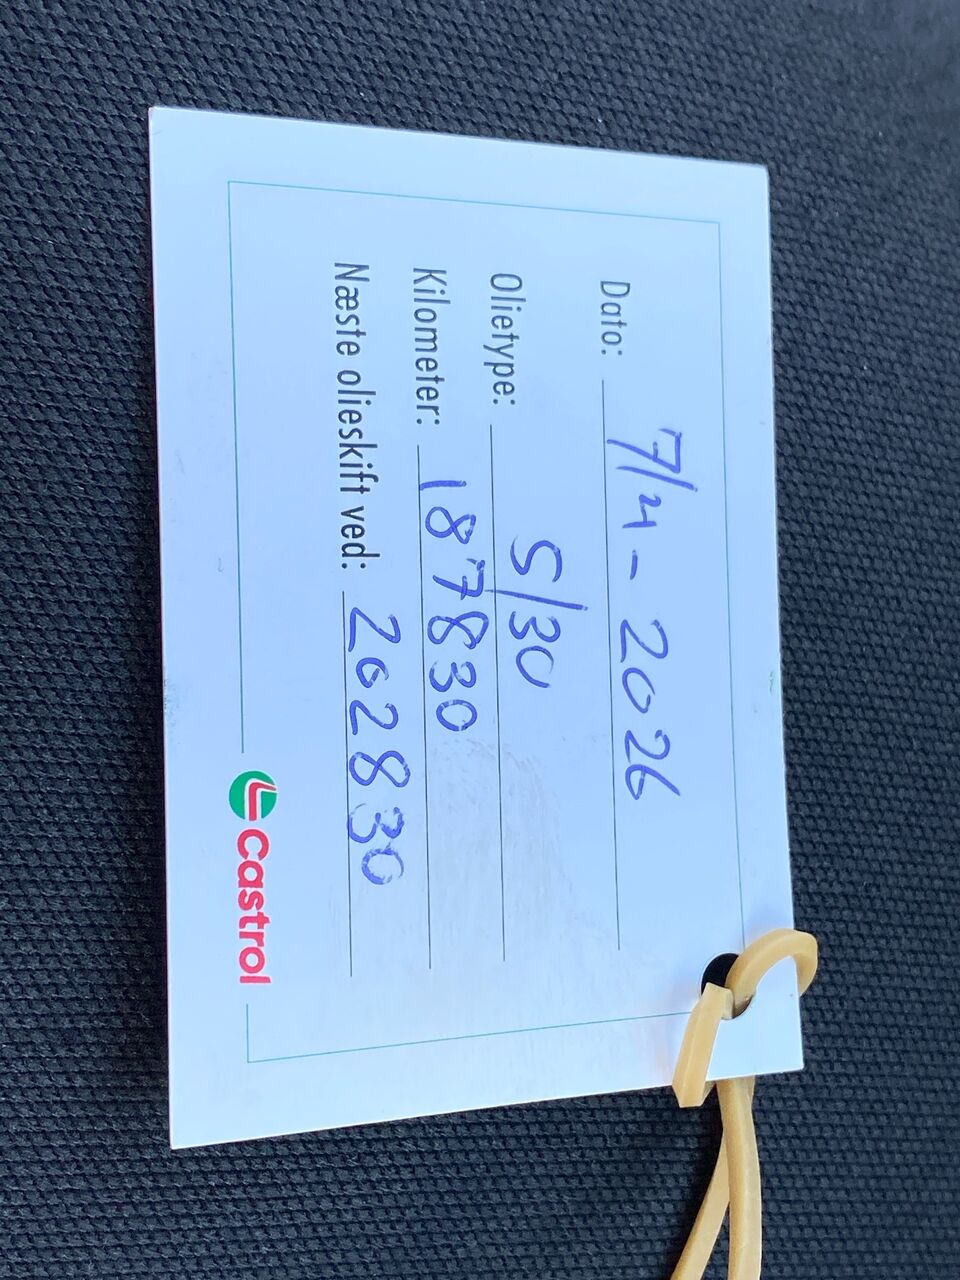 Dato: 7/4-2026
Olietype: 5/30
Kilometer: 187830
Næste olieskift ved: 202830
Castrol